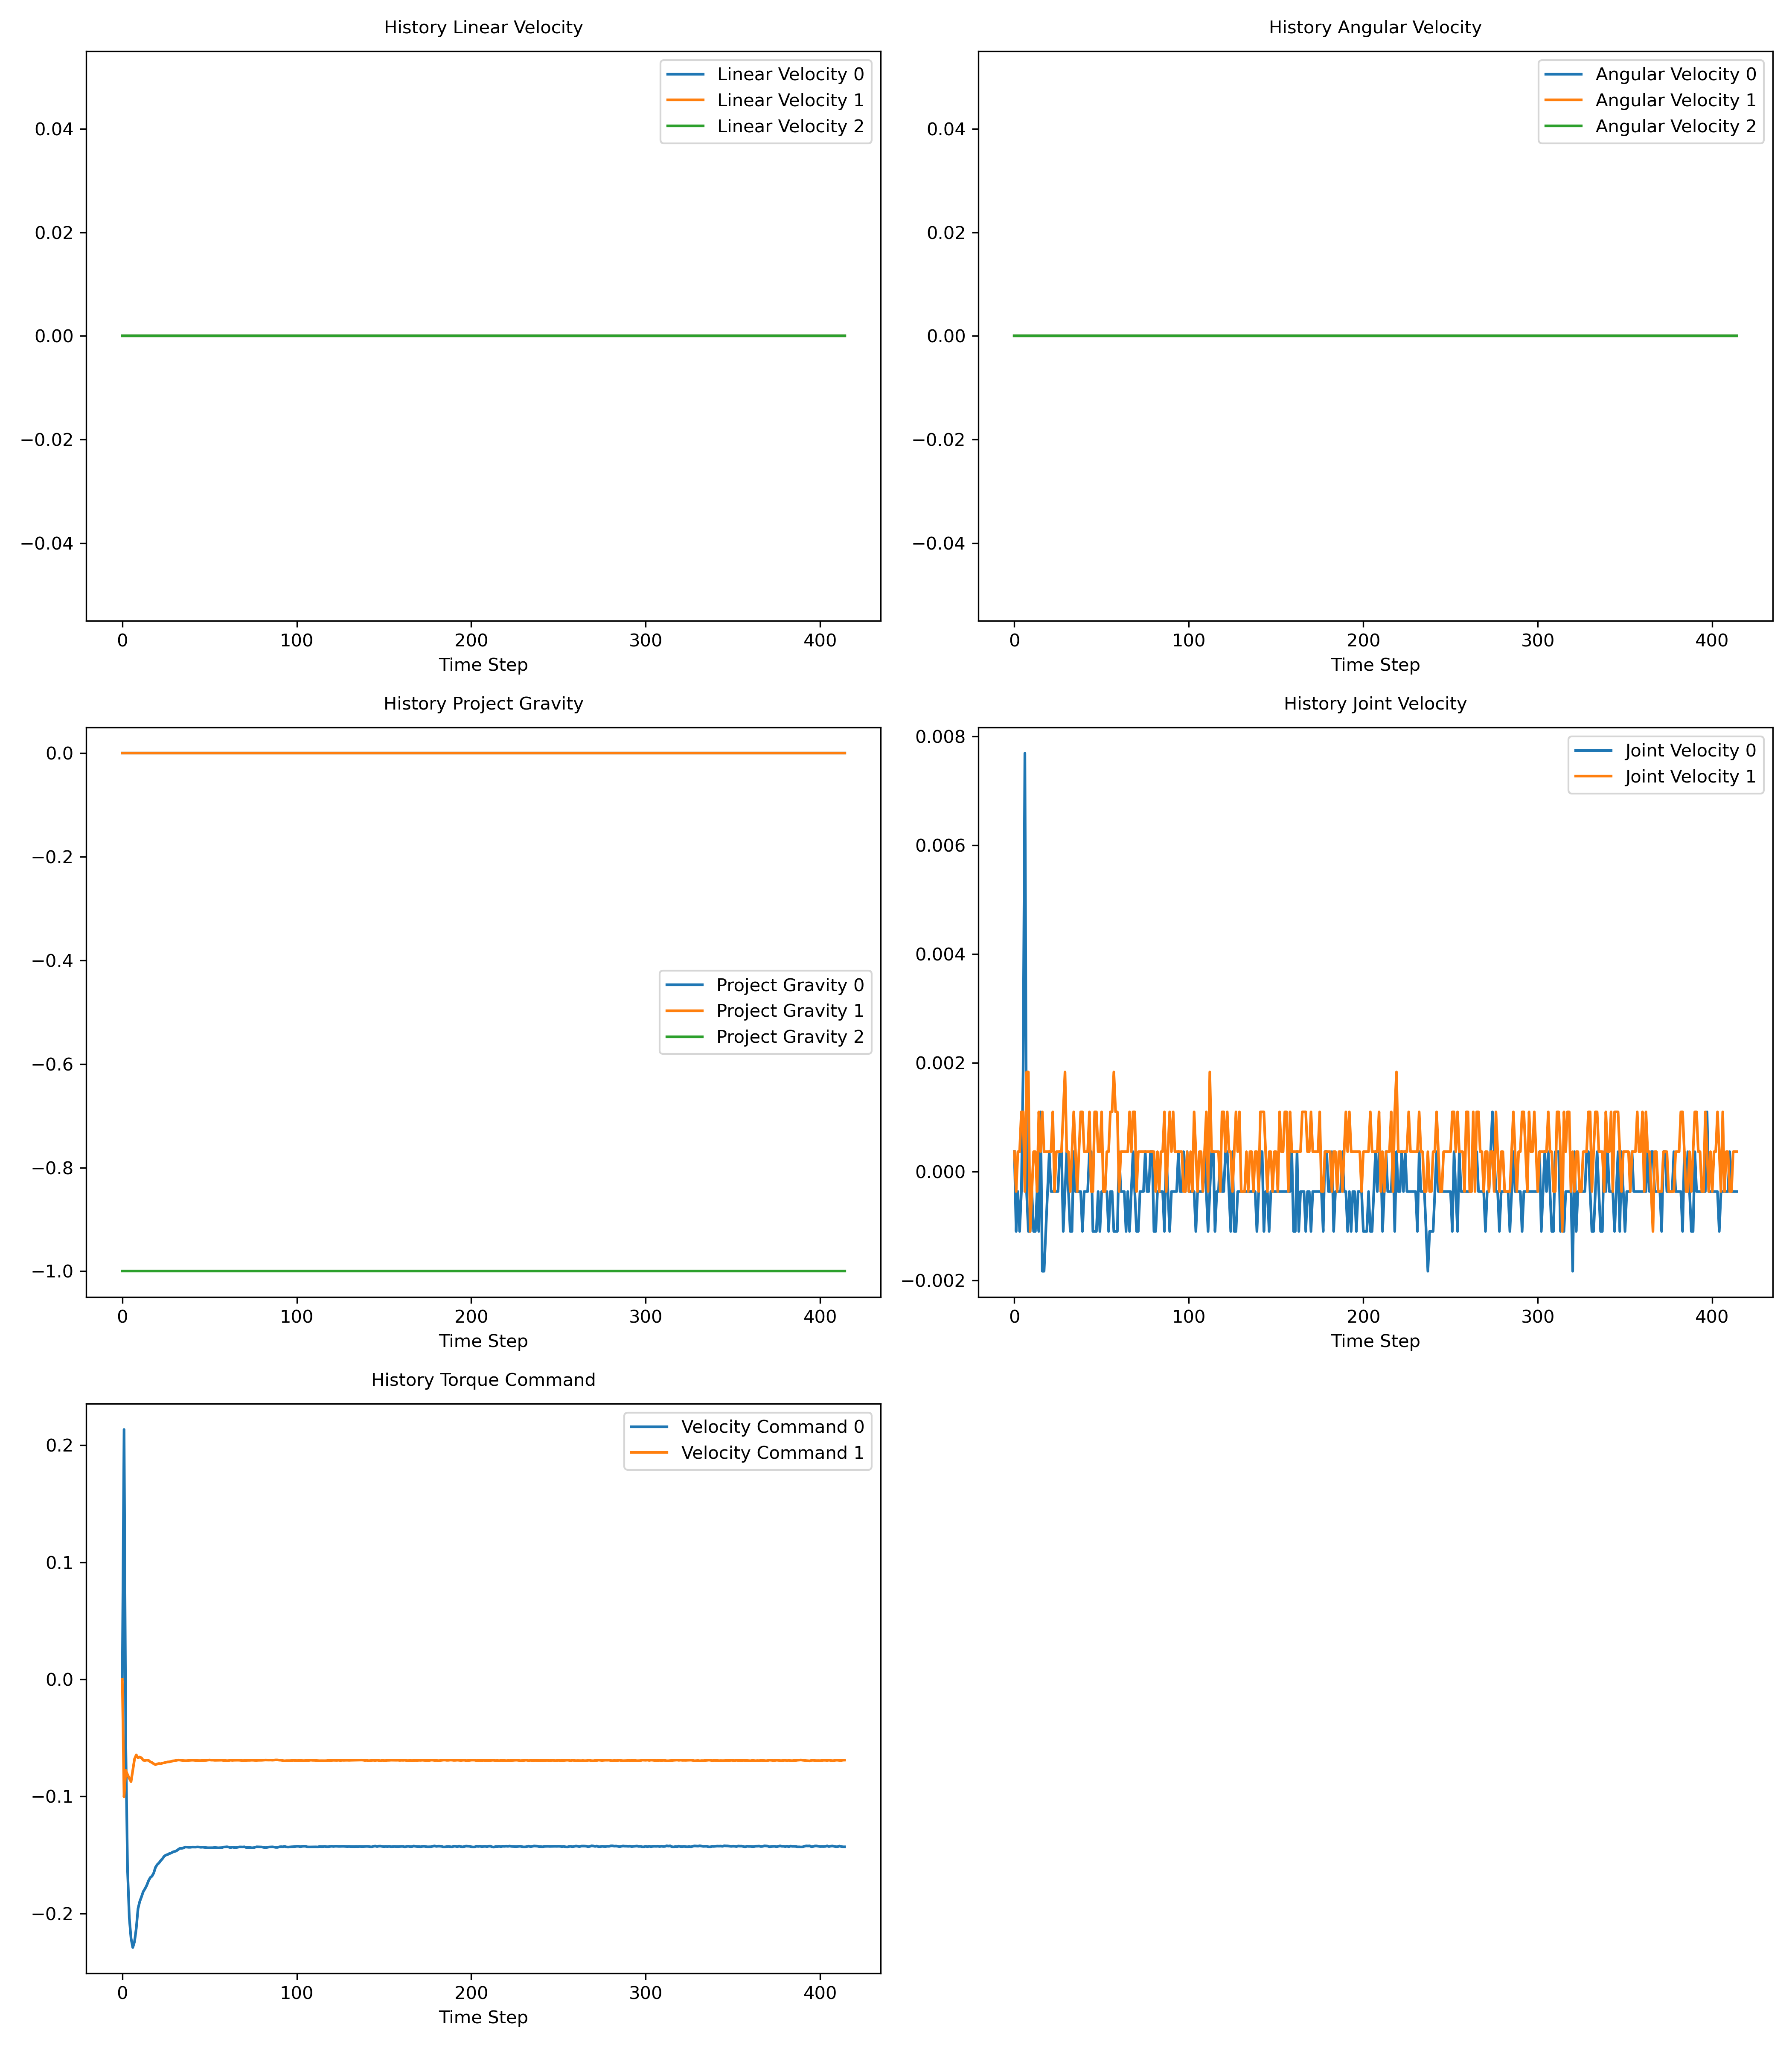 History Linear Velocity
Linear Velocity 0
Linear Velocity 1
Linear Velocity 2
0.04
0.02
0.00
−0.02
−0.04
0 100 200 300 400
Time Step
History Angular Velocity
Angular Velocity 0
Angular Velocity 1
Angular Velocity 2
0.04
0.02
0.00
−0.02
−0.04
0 100 200 300 400
Time Step
History Project Gravity
0.0
−0.2
−0.4
−0.6
−0.8
−1.0
Project Gravity 0
Project Gravity 1
Project Gravity 2
0 100 200 300 400
Time Step
History Joint Velocity
Joint Velocity 0
Joint Velocity 1
0.008
0.006
0.004
0.002
0.000
−0.002
0 100 200 300 400
Time Step
History Torque Command
Velocity Command 0
Velocity Command 1
0.2
0.1
0.0
−0.1
−0.2
0 100 200 300 400
Time Step